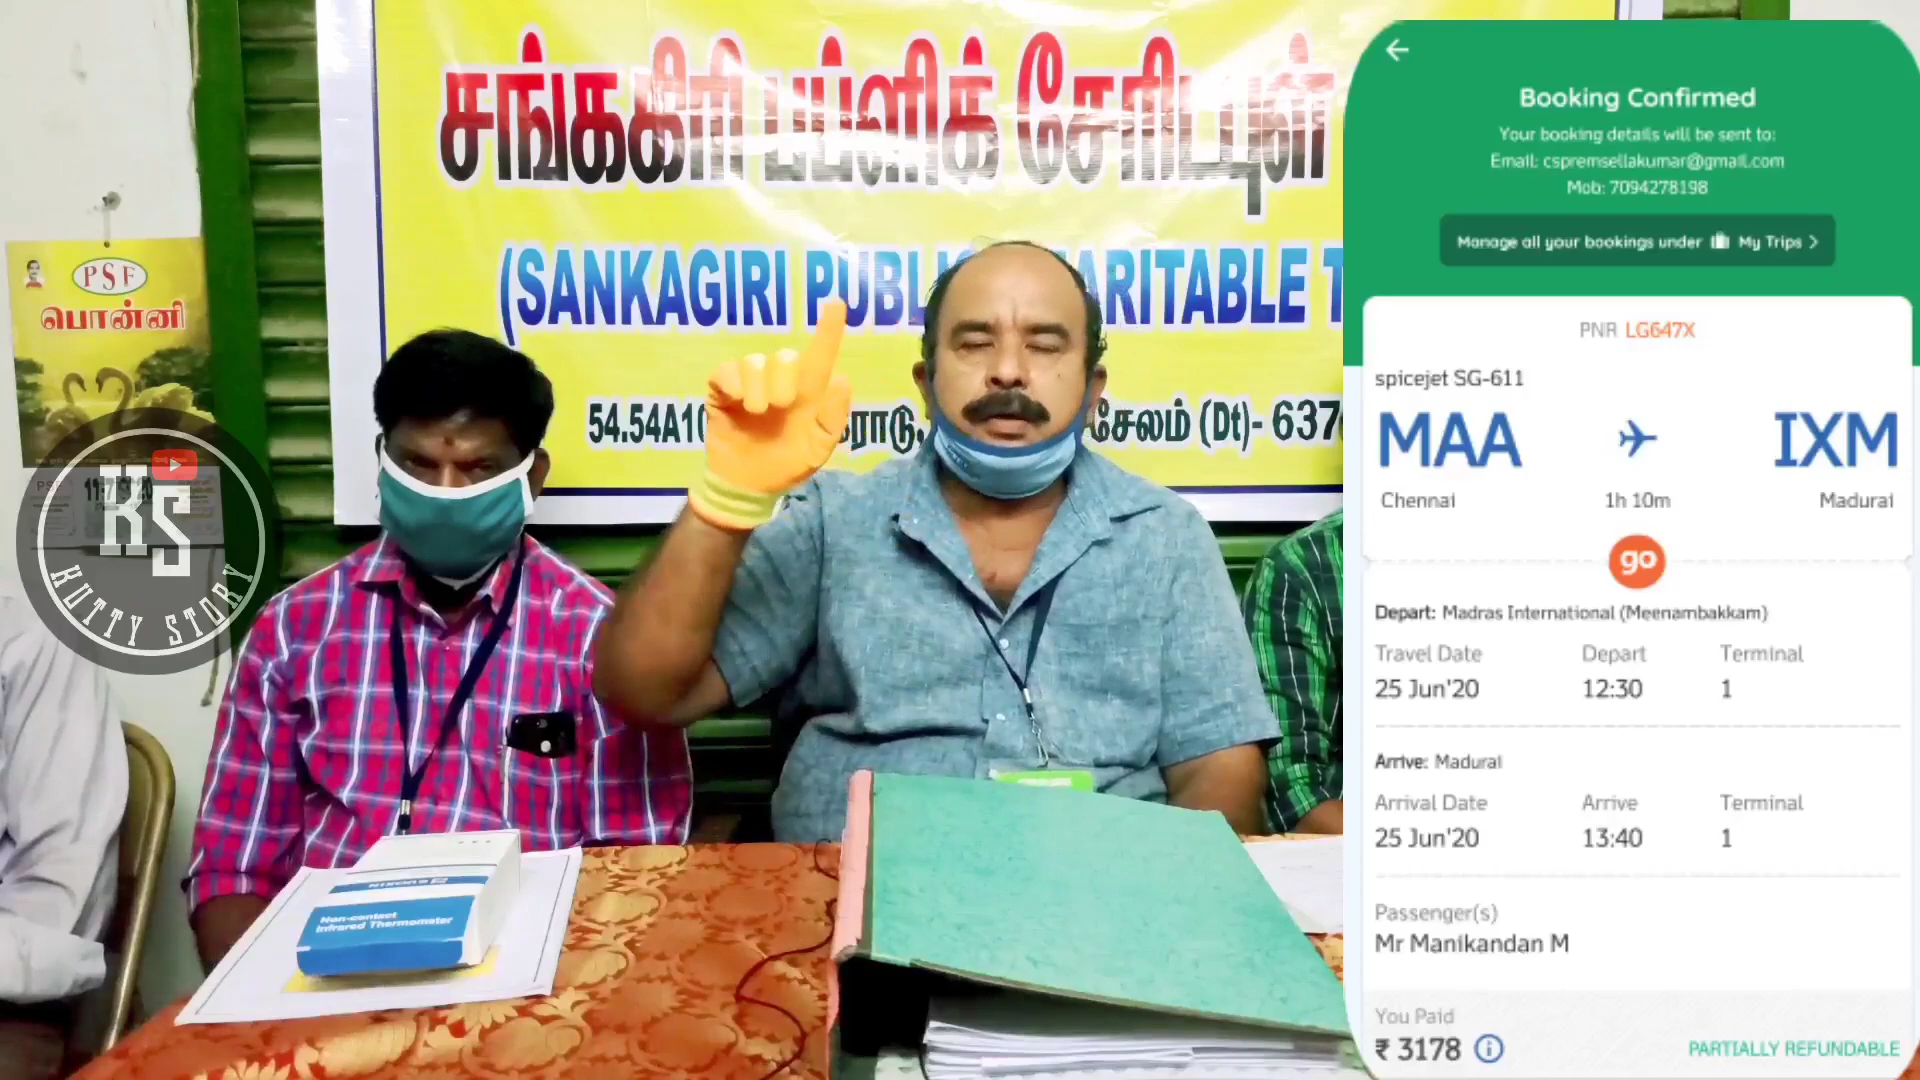 சங்ககிரி பப்ளிக் சேரிடபுள்
(SANKAGIRI PUBLIC CHARITABLE T
54.54A1
சேலம் (Dt)- 637
PSF
பொன்னி
KS
KUTTY STORY
Non-contact
Infrared Thermometer
Booking Confirmed
Your booking details will be sent to:
Email: cspremsellakumar@gmail.com
Mob: 7094278198
Manage all your bookings under My Trips
PNR LG647X
spicejet SG-611
MAA IXM
Chennai 1h 10m Madurai
go
Depart: Madras International (Meenambakkam)
Travel Date Depart Terminal
25 Jun'20 12:30 1
Arrive: Madurai
Arrival Date Arrive Terminal
25 Jun'20 13:40 1
Passenger(s)
Mr Manikandan M
You Paid
₹ 3178 PARTIALLY REFUNDABLE